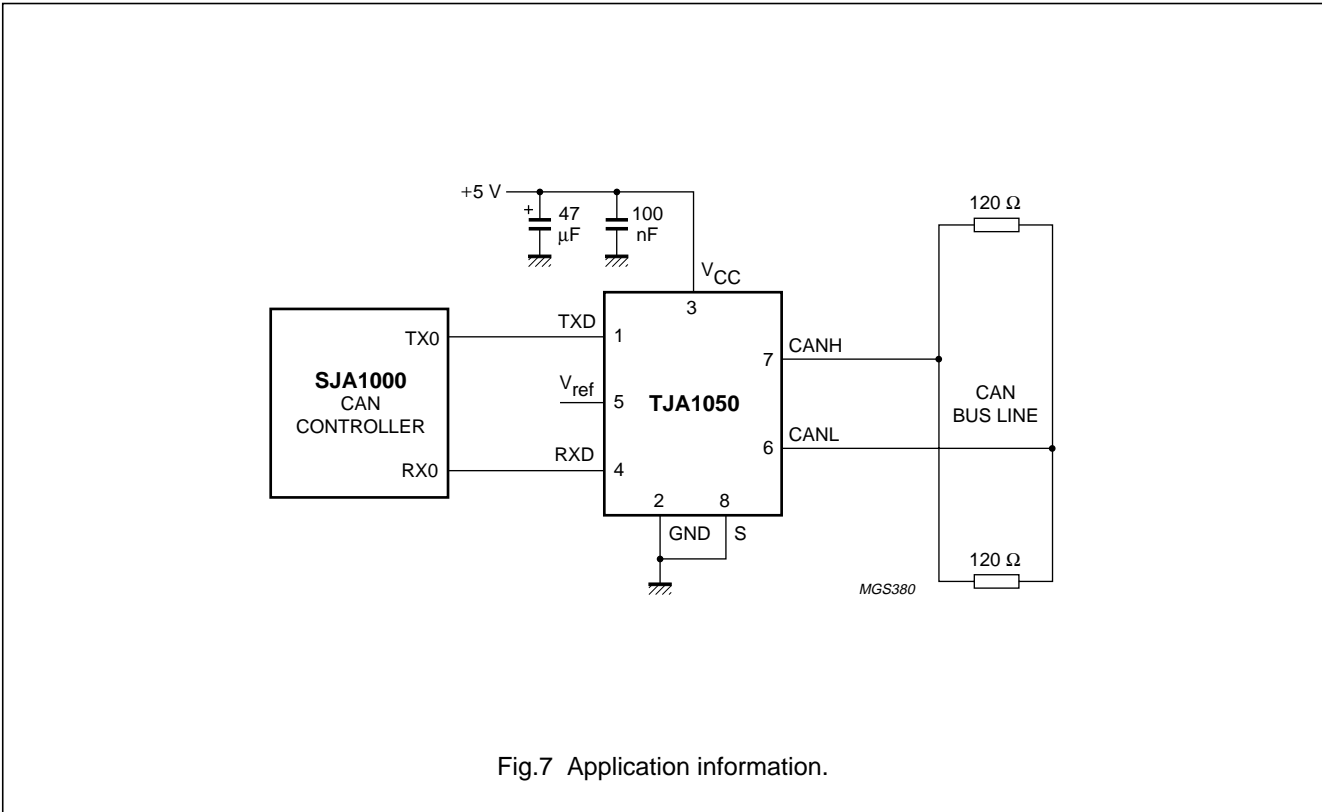 +5 V
+
47
μF
100
nF
120 Ω
VCC
3
TX0
TXD
1
7
CANH
SJA1000
CAN
CONTROLLER
Vref
5
TJA1050
CAN
BUS LINE
6
CANL
RX0
RXD
4
2
8
GND
S
120 Ω
MGS380
Fig.7 Application information.